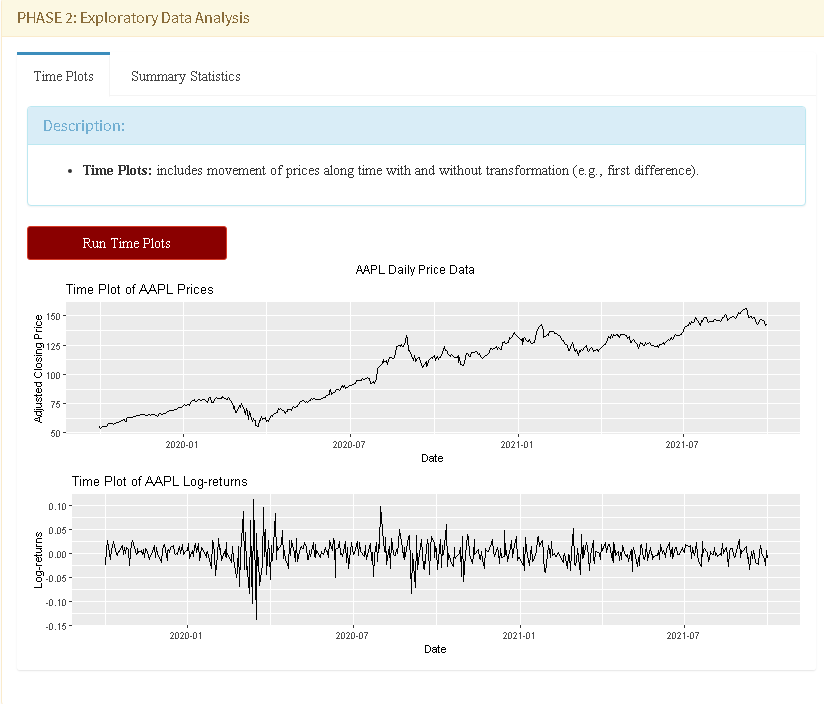 PHASE 2: Exploratory Data Analysis
Time Plots
Summary Statistics
Description:
• Time Plots: includes movement of prices along time with and without transformation (e.g., first difference).
Run Time Plots
AAPL Daily Price Data
Time Plot of AAPL Prices
Adjusted Closing Price
150
125
100
75
50
2020-01
2020-07
2021-01
2021-07
Date
Time Plot of AAPL Log-returns
Log-returns
0.10
0.05
0.00
-0.05
-0.10
-0.15
2020-01
2020-07
2021-01
2021-07
Date